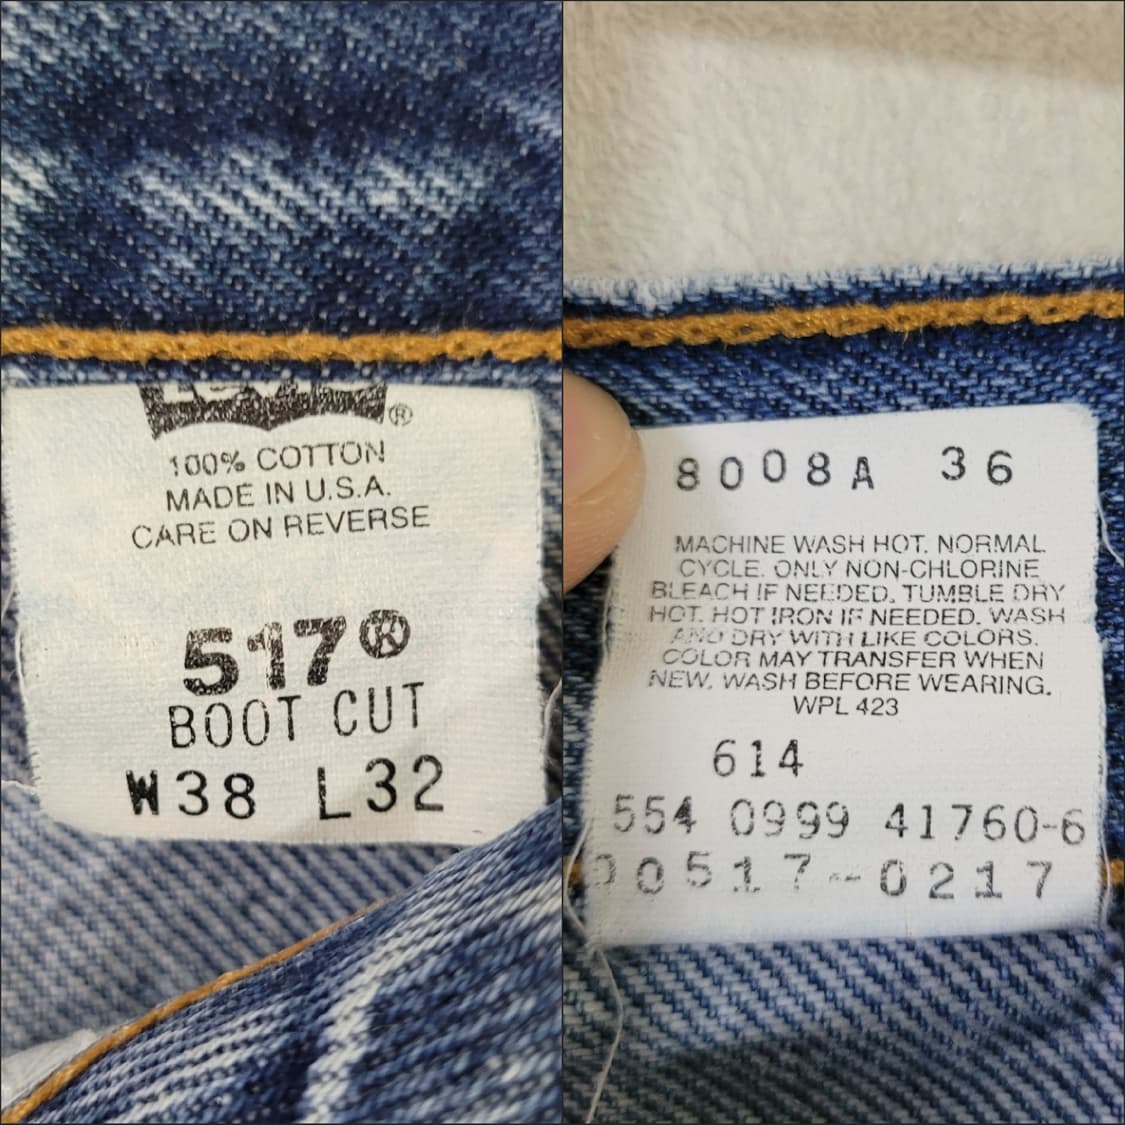 ®
100% COTTON
MADE IN U.S.A.
CARE ON REVERSE
517®
BOOT CUT
W38 L32
8008A 36
MACHINE WASH HOT. NORMAL
CYCLE. ONLY NON-CHLORINE
BLEACH IF NEEDED. TUMBLE DRY
HOT. HOT IRON IF NEEDED. WASH
AND DRY WITH LIKE COLORS.
COLOR MAY TRANSFER WHEN
NEW. WASH BEFORE WEARING.
WPL 423
614
554 0999 41760-6
00517-0217